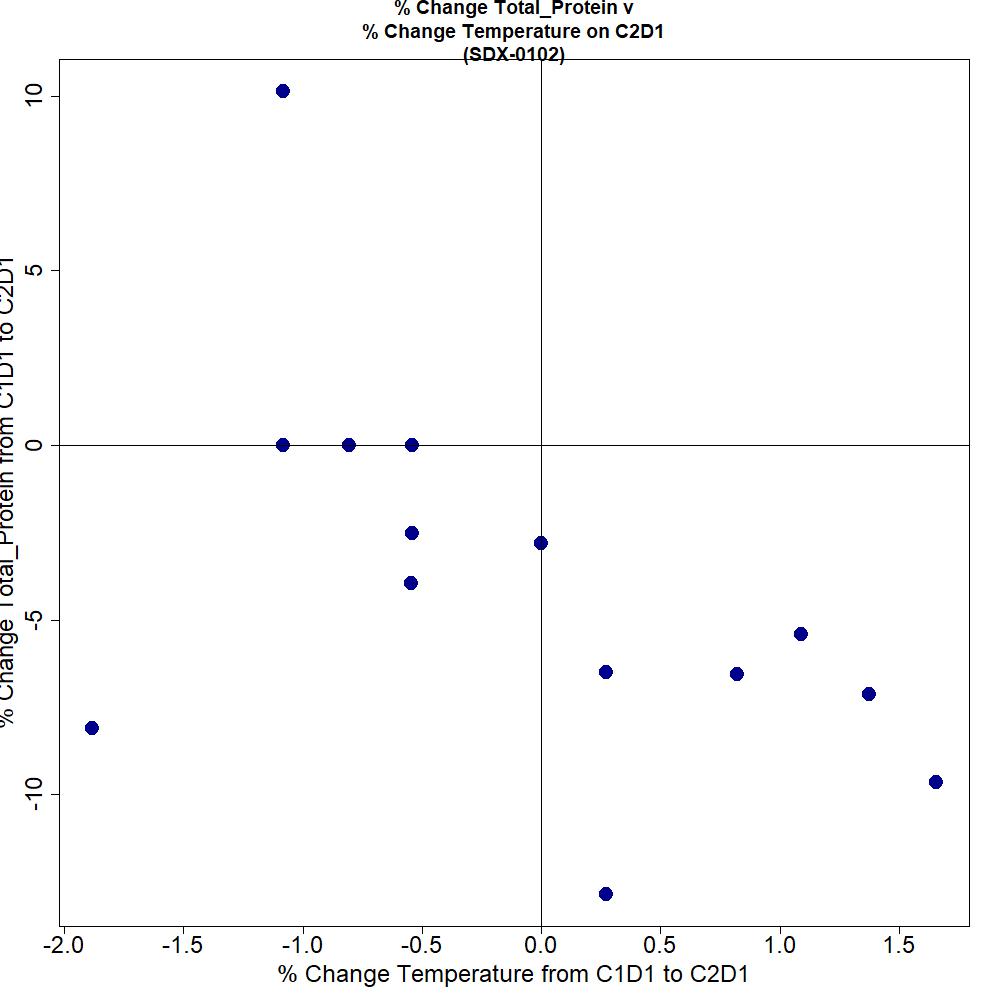 % Change Total_Protein v
% Change Temperature on C2D1
(SDX-0102)
% Change Total_Protein from C1D1 to C2D1
10
5
0
-5
-10
-2.0 -1.5 -1.0 -0.5 0.0 0.5 1.0 1.5
% Change Temperature from C1D1 to C2D1